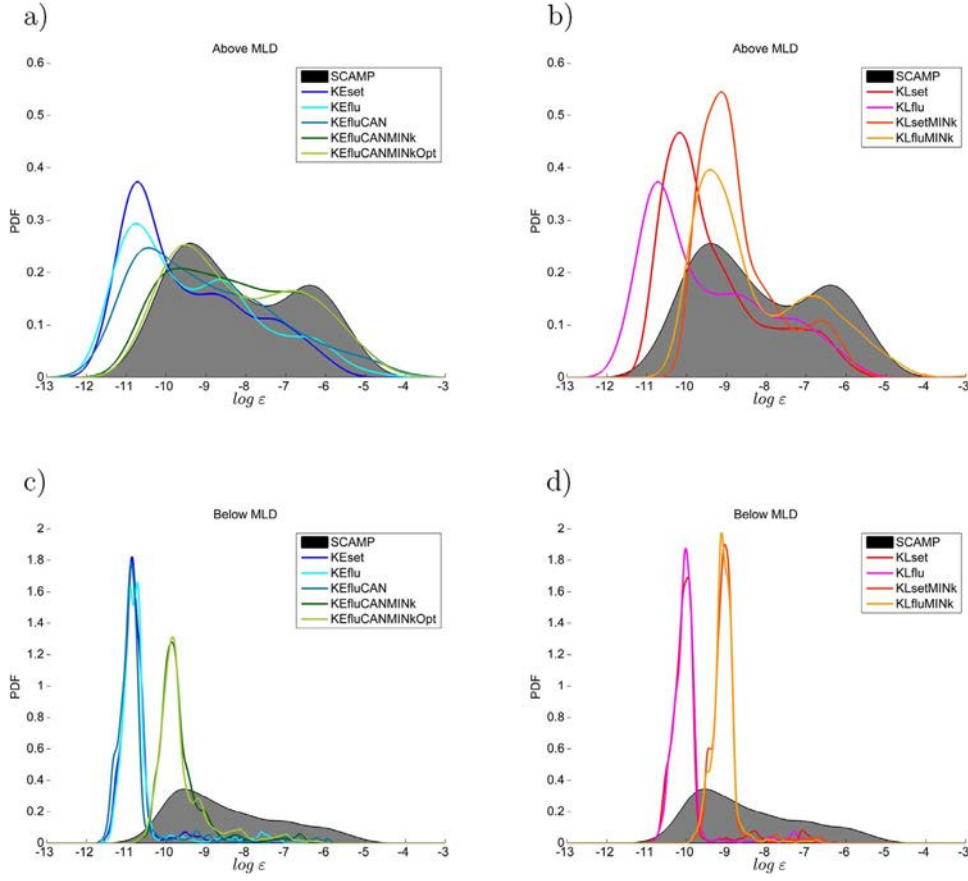 a)
Above MLD
0.6
0.5
0.4
0.3
0.2
0.1
0
PDF
SCAMP
KEset
KEflu
KEfluCAN
KEfluCANMINk
KEfluCANMINkOpt
-13 -12 -11 -10 -9 -8 -7 -6 -5 -4 -3
log ε
b)
Above MLD
0.6
0.5
0.4
0.3
0.2
0.1
0
PDF
SCAMP
KLset
KLflu
KLsetMINk
KLfluMINk
-13 -12 -11 -10 -9 -8 -7 -6 -5 -4 -3
log ε
c)
Below MLD
2
1.8
1.6
1.4
1.2
1
0.8
0.6
0.4
0.2
0
PDF
SCAMP
KEset
KEflu
KEfluCAN
KEfluCANMINk
KEfluCANMINkOpt
-13 -12 -11 -10 -9 -8 -7 -6 -5 -4 -3
log ε
d)
Below MLD
2
1.8
1.6
1.4
1.2
1
0.8
0.6
0.4
0.2
0
PDF
SCAMP
KLset
KLflu
KLsetMINk
KLfluMINk
-13 -12 -11 -10 -9 -8 -7 -6 -5 -4 -3
log ε